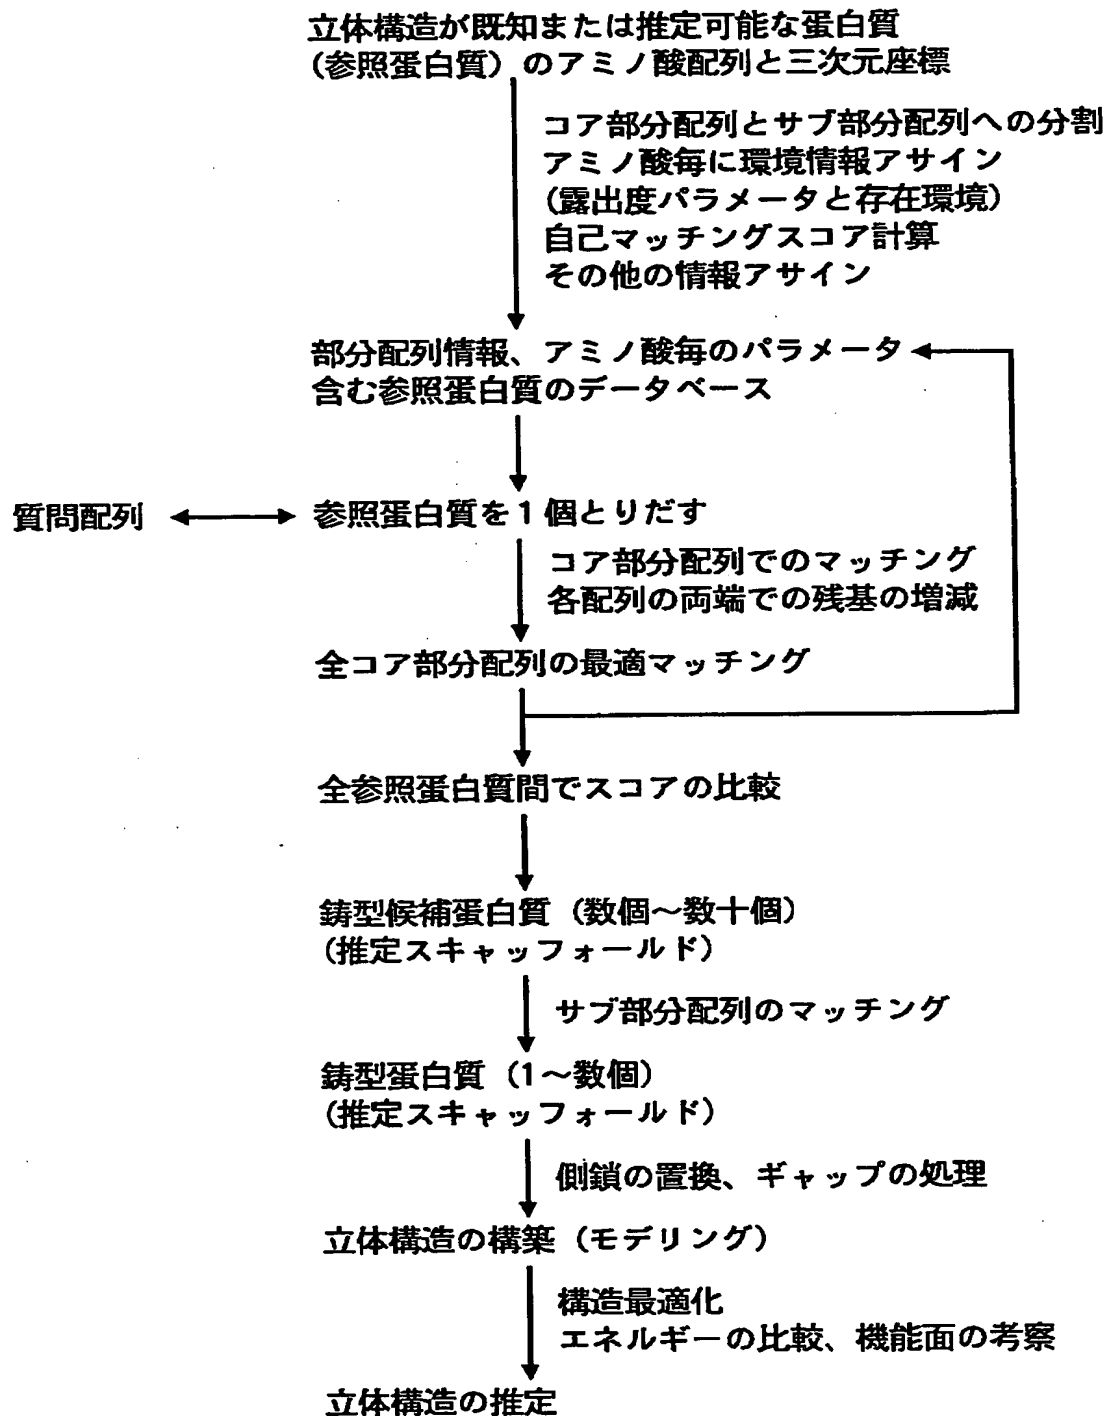 立体構造が既知または推定可能な蛋白質
(参照蛋白質)のアミノ酸配列と三次元座標
コア部分配列とサブ部分配列への分割
アミノ酸毎に環境情報アサイン
(露出度パラメータと存在環境)
自己マッチングスコア計算
その他の情報アサイン
部分配列情報、アミノ酸毎のパラメータ
含む参照蛋白質のデータベース
質問配列
参照蛋白質を1個とりだす
コア部分配列でのマッチング
各配列の両端での残基の増減
全コア部分配列の最適マッチング
全参照蛋白質間でスコアの比較
鋳型候補蛋白質(数個～数十個)
(推定スキャッフォールド)
サブ部分配列のマッチング
鋳型蛋白質(1～数個)
(推定スキャッフォールド)
側鎖の置換、ギャップの処理
立体構造の構築(モデリング)
構造最適化
エネルギーの比較、機能面の考察
立体構造の推定